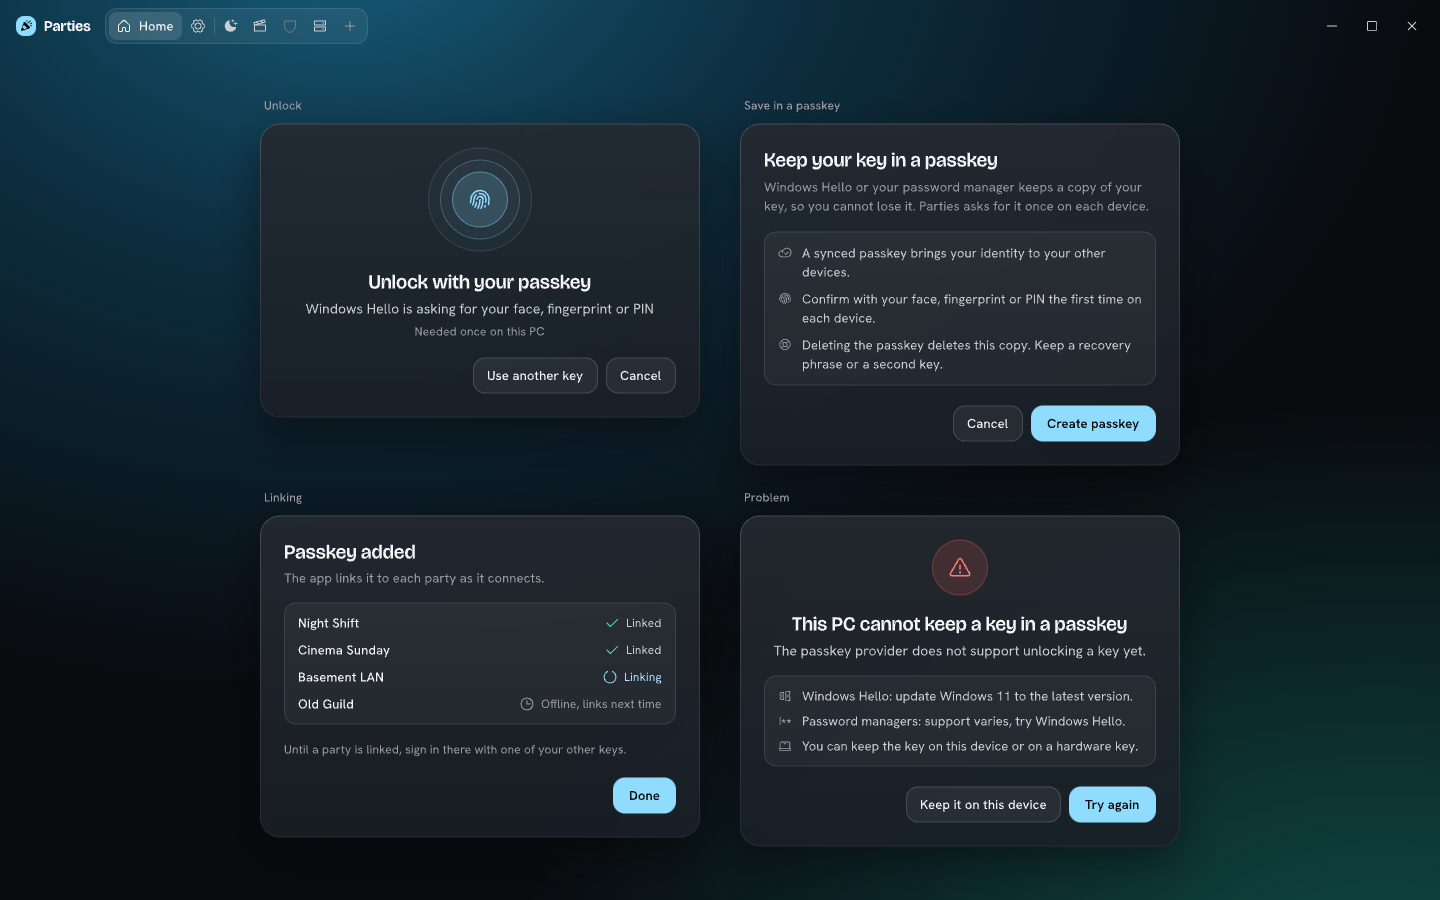 Parties
Home
Unlock
Unlock with your passkey
Windows Hello is asking for your face, fingerprint or PIN
Needed once on this PC
Use another key
Cancel
Save in a passkey
Keep your key in a passkey
Windows Hello or your password manager keeps a copy of your
key, so you cannot lose it. Parties asks for it once on each device.
A synced passkey brings your identity to your other
devices.
Confirm with your face, fingerprint or PIN the first time on
each device.
Deleting the passkey deletes this copy. Keep a recovery
phrase or a second key.
Cancel
Create passkey
Linking
Passkey added
The app links it to each party as it connects.
Night Shift
Linked
Cinema Sunday
Linked
Basement LAN
Linking
Old Guild
Offline, links next time
Until a party is linked, sign in there with one of your other keys.
Done
Problem
This PC cannot keep a key in a passkey
The passkey provider does not support unlocking a key yet.
Windows Hello: update Windows 11 to the latest version.
Password managers: support varies, try Windows Hello.
You can keep the key on this device or on a hardware key.
Keep it on this device
Try again